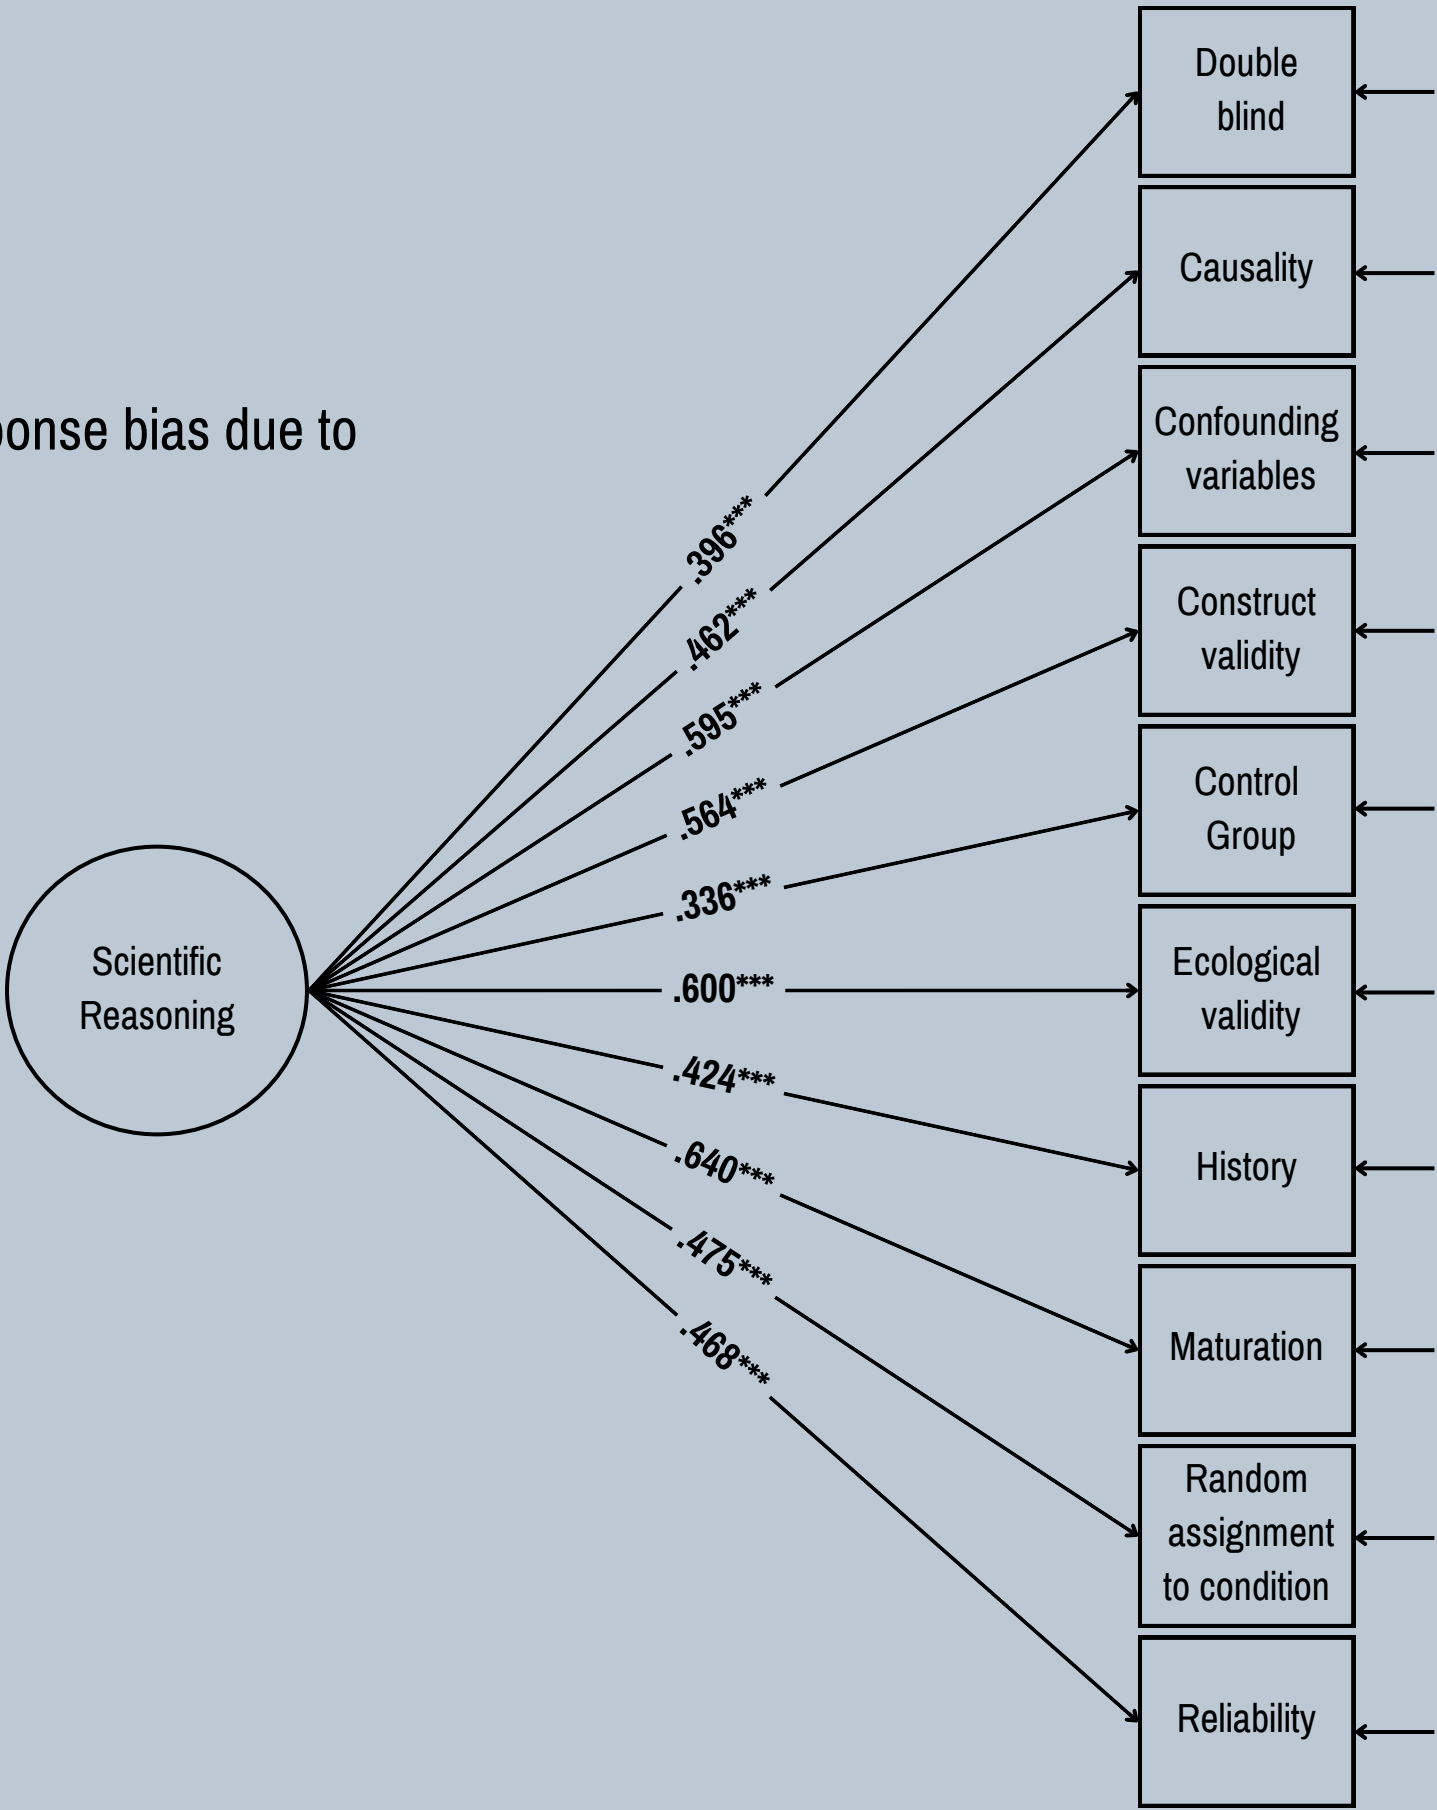 Double
blind
Causality
Confounding
variables
onse bias due to
.396***
.462***
.595***
.564***
.336***
.600***
.424***
.640***
.475***
.468***
Construct
validity
Control
Group
Scientific
Reasoning
Ecological
validity
History
Maturation
Random
assignment
to condition
Reliability